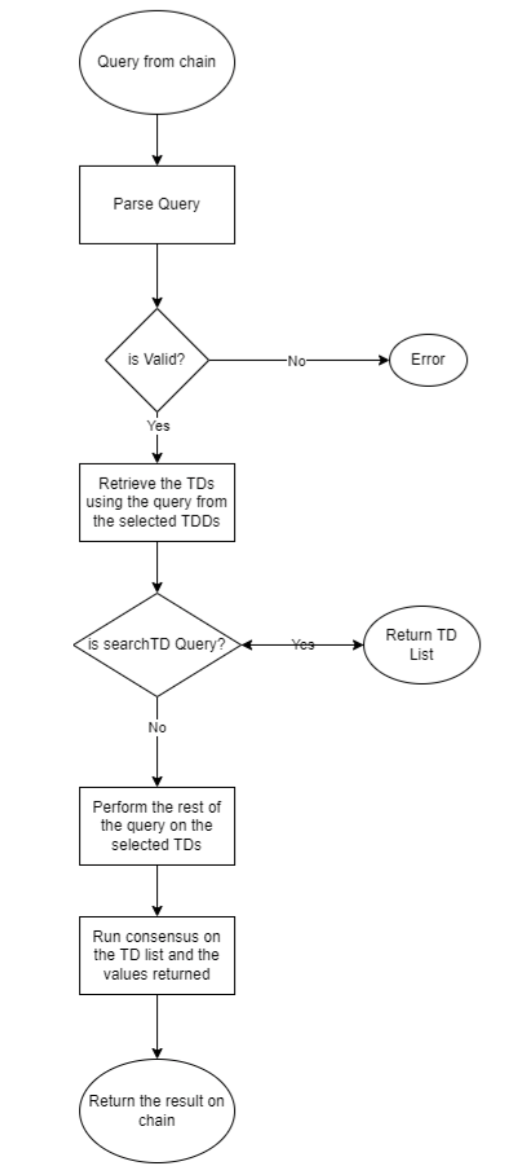 Query from chain
Parse Query
is Valid?
No
Error
Yes
Retrieve the TDs
using the query from
the selected TDDs
is searchTD Query?
Yes
Return TD
List
No
Perform the rest of
the query on the
selected TDs
Run consensus on
the TD list and the
values returned
Return the result on
chain